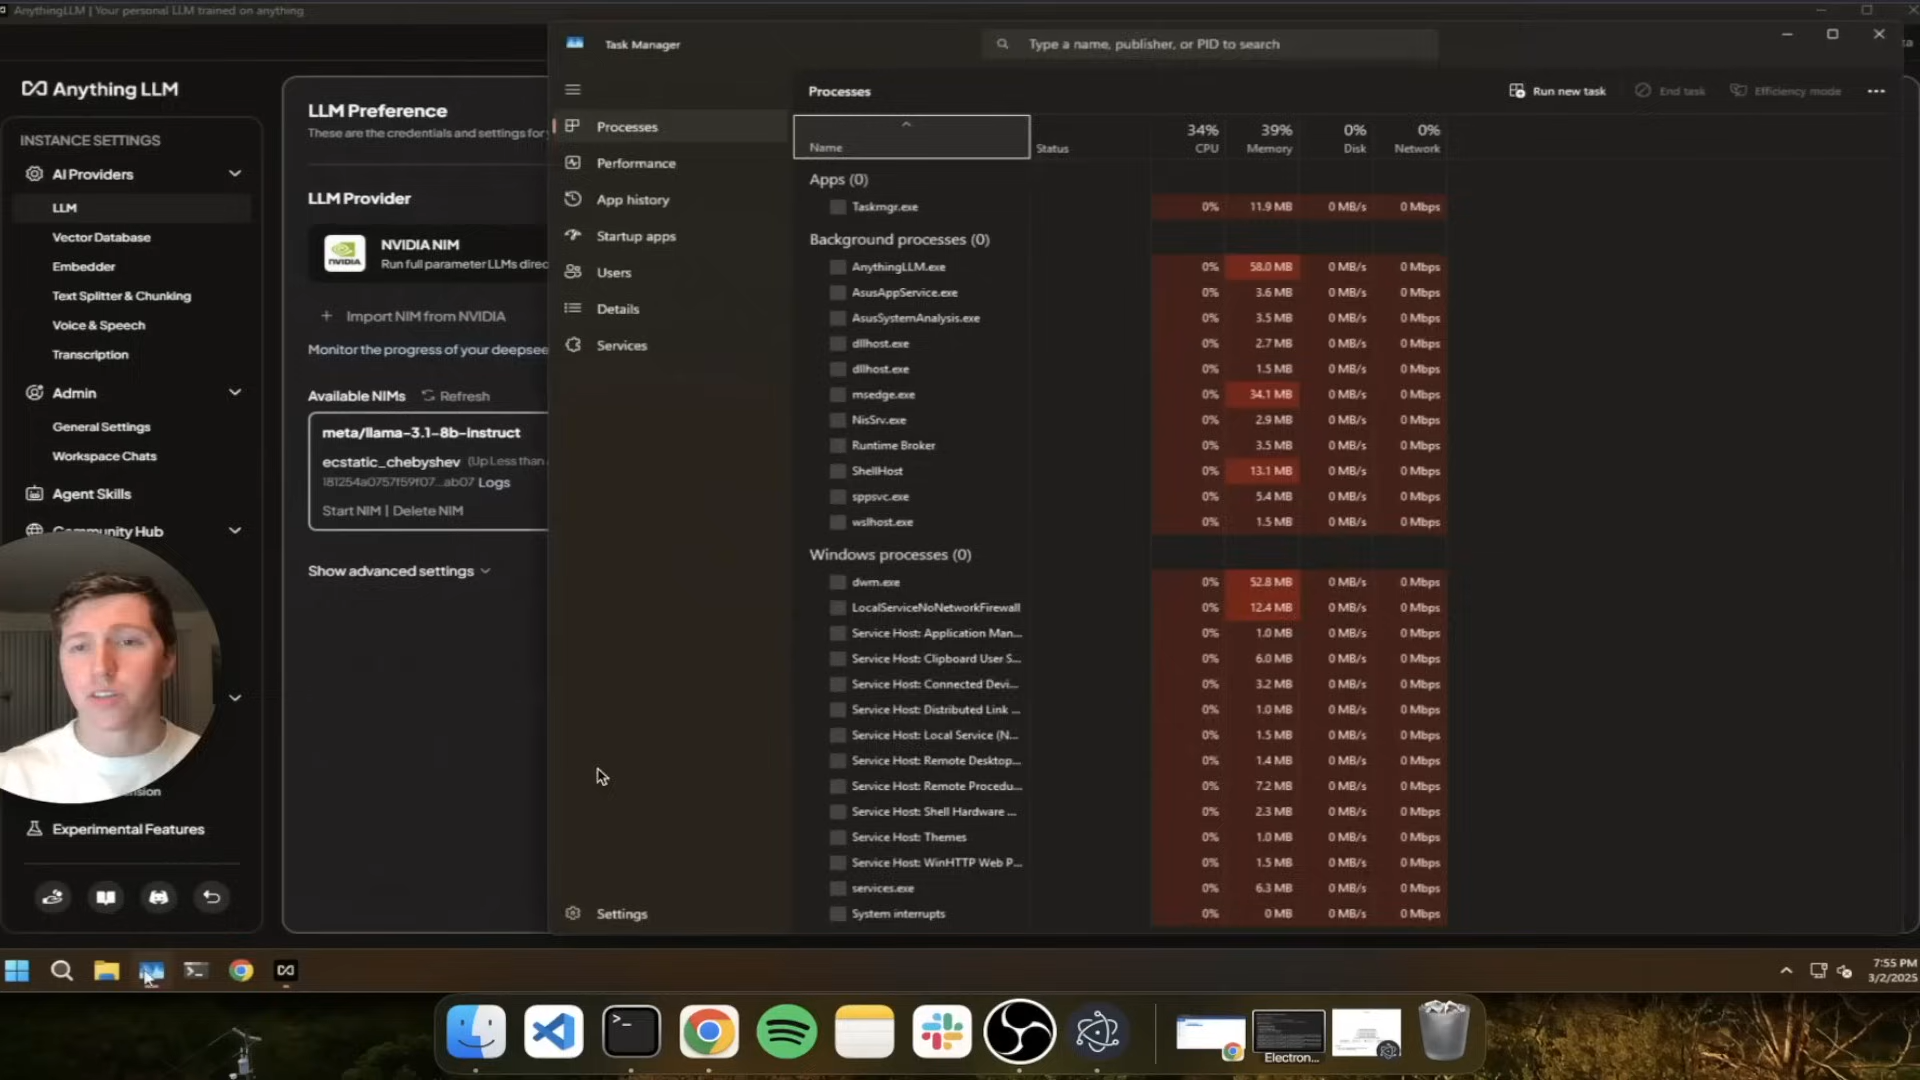 AnythingLLM | Your personal LLM trained on anything
Anything LLM
INSTANCE SETTINGS
AI Providers
LLM
Vector Database
Embedder
Text Splitter & Chunking
Voice & Speech
Transcription
Admin
General Settings
Workspace Chats
Agent Skills
Community Hub
Experimental Features
LLM Preference
These are the credentials and settings for
LLM Provider
NVIDIA NIM
Run full parameter LLMs direc
NVIDIA
+ Import NIM from NVIDIA
Monitor the progress of your deepsee
Available NIMs Refresh
meta/llama-3.1-8b-instruct
ecstatic_chebyshev (Up Less than
181254a0757f59f07...ab07 Logs
Start NIM | Delete NIM
Show advanced settings
Task Manager
Type a name, publisher, or PID to search
Processes
Performance
App history
Startup apps
Users
Details
Services
Settings
Processes
Run new task End task Efficiency mode
34% 39% 0% 0%
Name Status CPU Memory Disk Network
Apps (0)
Taskmgr.exe 0% 11.9 MB 0 MB/s 0 Mbps
Background processes (0)
AnythingLLM.exe 0% 58.0 MB 0 MB/s 0 Mbps
AsusAppService.exe 0% 3.6 MB 0 MB/s 0 Mbps
AsusSystemAnalysis.exe 0% 3.5 MB 0 MB/s 0 Mbps
dllhost.exe 0% 2.7 MB 0 MB/s 0 Mbps
dllhost.exe 0% 1.5 MB 0 MB/s 0 Mbps
msedge.exe 0% 34.1 MB 0 MB/s 0 Mbps
NisSrv.exe 0% 2.9 MB 0 MB/s 0 Mbps
Runtime Broker 0% 3.5 MB 0 MB/s 0 Mbps
ShellHost 0% 13.1 MB 0 MB/s 0 Mbps
sppsvc.exe 0% 5.4 MB 0 MB/s 0 Mbps
wslhost.exe 0% 1.5 MB 0 MB/s 0 Mbps
Windows processes (0)
dwm.exe 0% 52.8 MB 0 MB/s 0 Mbps
LocalServiceNoNetworkFirewall 0% 12.4 MB 0 MB/s 0 Mbps
Service Host: Application Man... 0% 1.0 MB 0 MB/s 0 Mbps
Service Host: Clipboard User S... 0% 6.0 MB 0 MB/s 0 Mbps
Service Host: Connected Devi... 0% 3.2 MB 0 MB/s 0 Mbps
Service Host: Distributed Link ... 0% 1.0 MB 0 MB/s 0 Mbps
Service Host: Local Service (N... 0% 1.5 MB 0 MB/s 0 Mbps
Service Host: Remote Desktop... 0% 1.4 MB 0 MB/s 0 Mbps
Service Host: Remote Procedu... 0% 7.2 MB 0 MB/s 0 Mbps
Service Host: Shell Hardware ... 0% 2.3 MB 0 MB/s 0 Mbps
Service Host: Themes 0% 1.0 MB 0 MB/s 0 Mbps
Service Host: WinHTTP Web P... 0% 1.5 MB 0 MB/s 0 Mbps
services.exe 0% 6.3 MB 0 MB/s 0 Mbps
System interrupts 0% 0 MB 0 MB/s 0 Mbps
7:55 PM
3/2/2025
Electron...